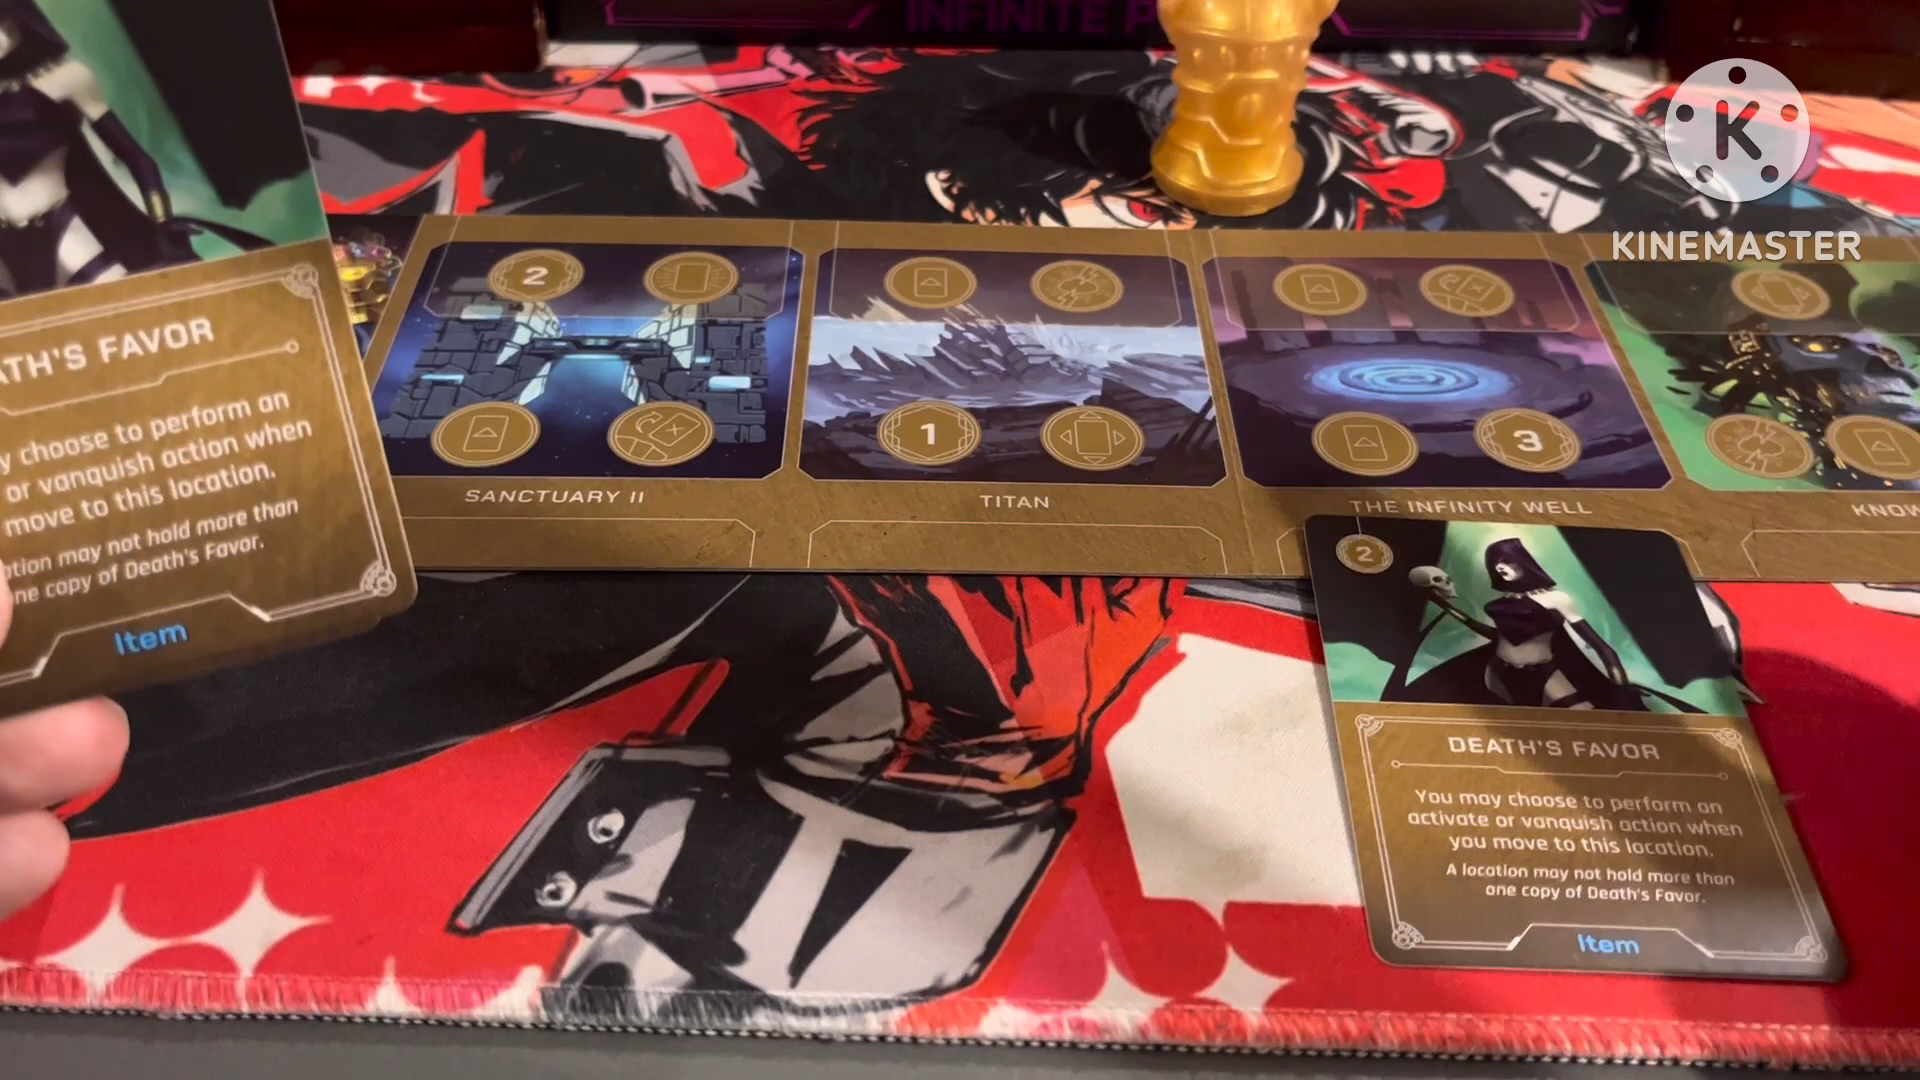 INFINITE P
KINEMASTER
2
SANCTUARY II
1
TITAN
3
THE INFINITY WELL
KNOW
ATH'S FAVOR
y choose to perform an
or vanquish action when
move to this location.
ation may not hold more than
ne copy of Death's Favor.
Item
2
DEATH'S FAVOR
You may choose to perform an
activate or vanquish action when
you move to this location.
A location may not hold more than
one copy of Death's Favor.
Item